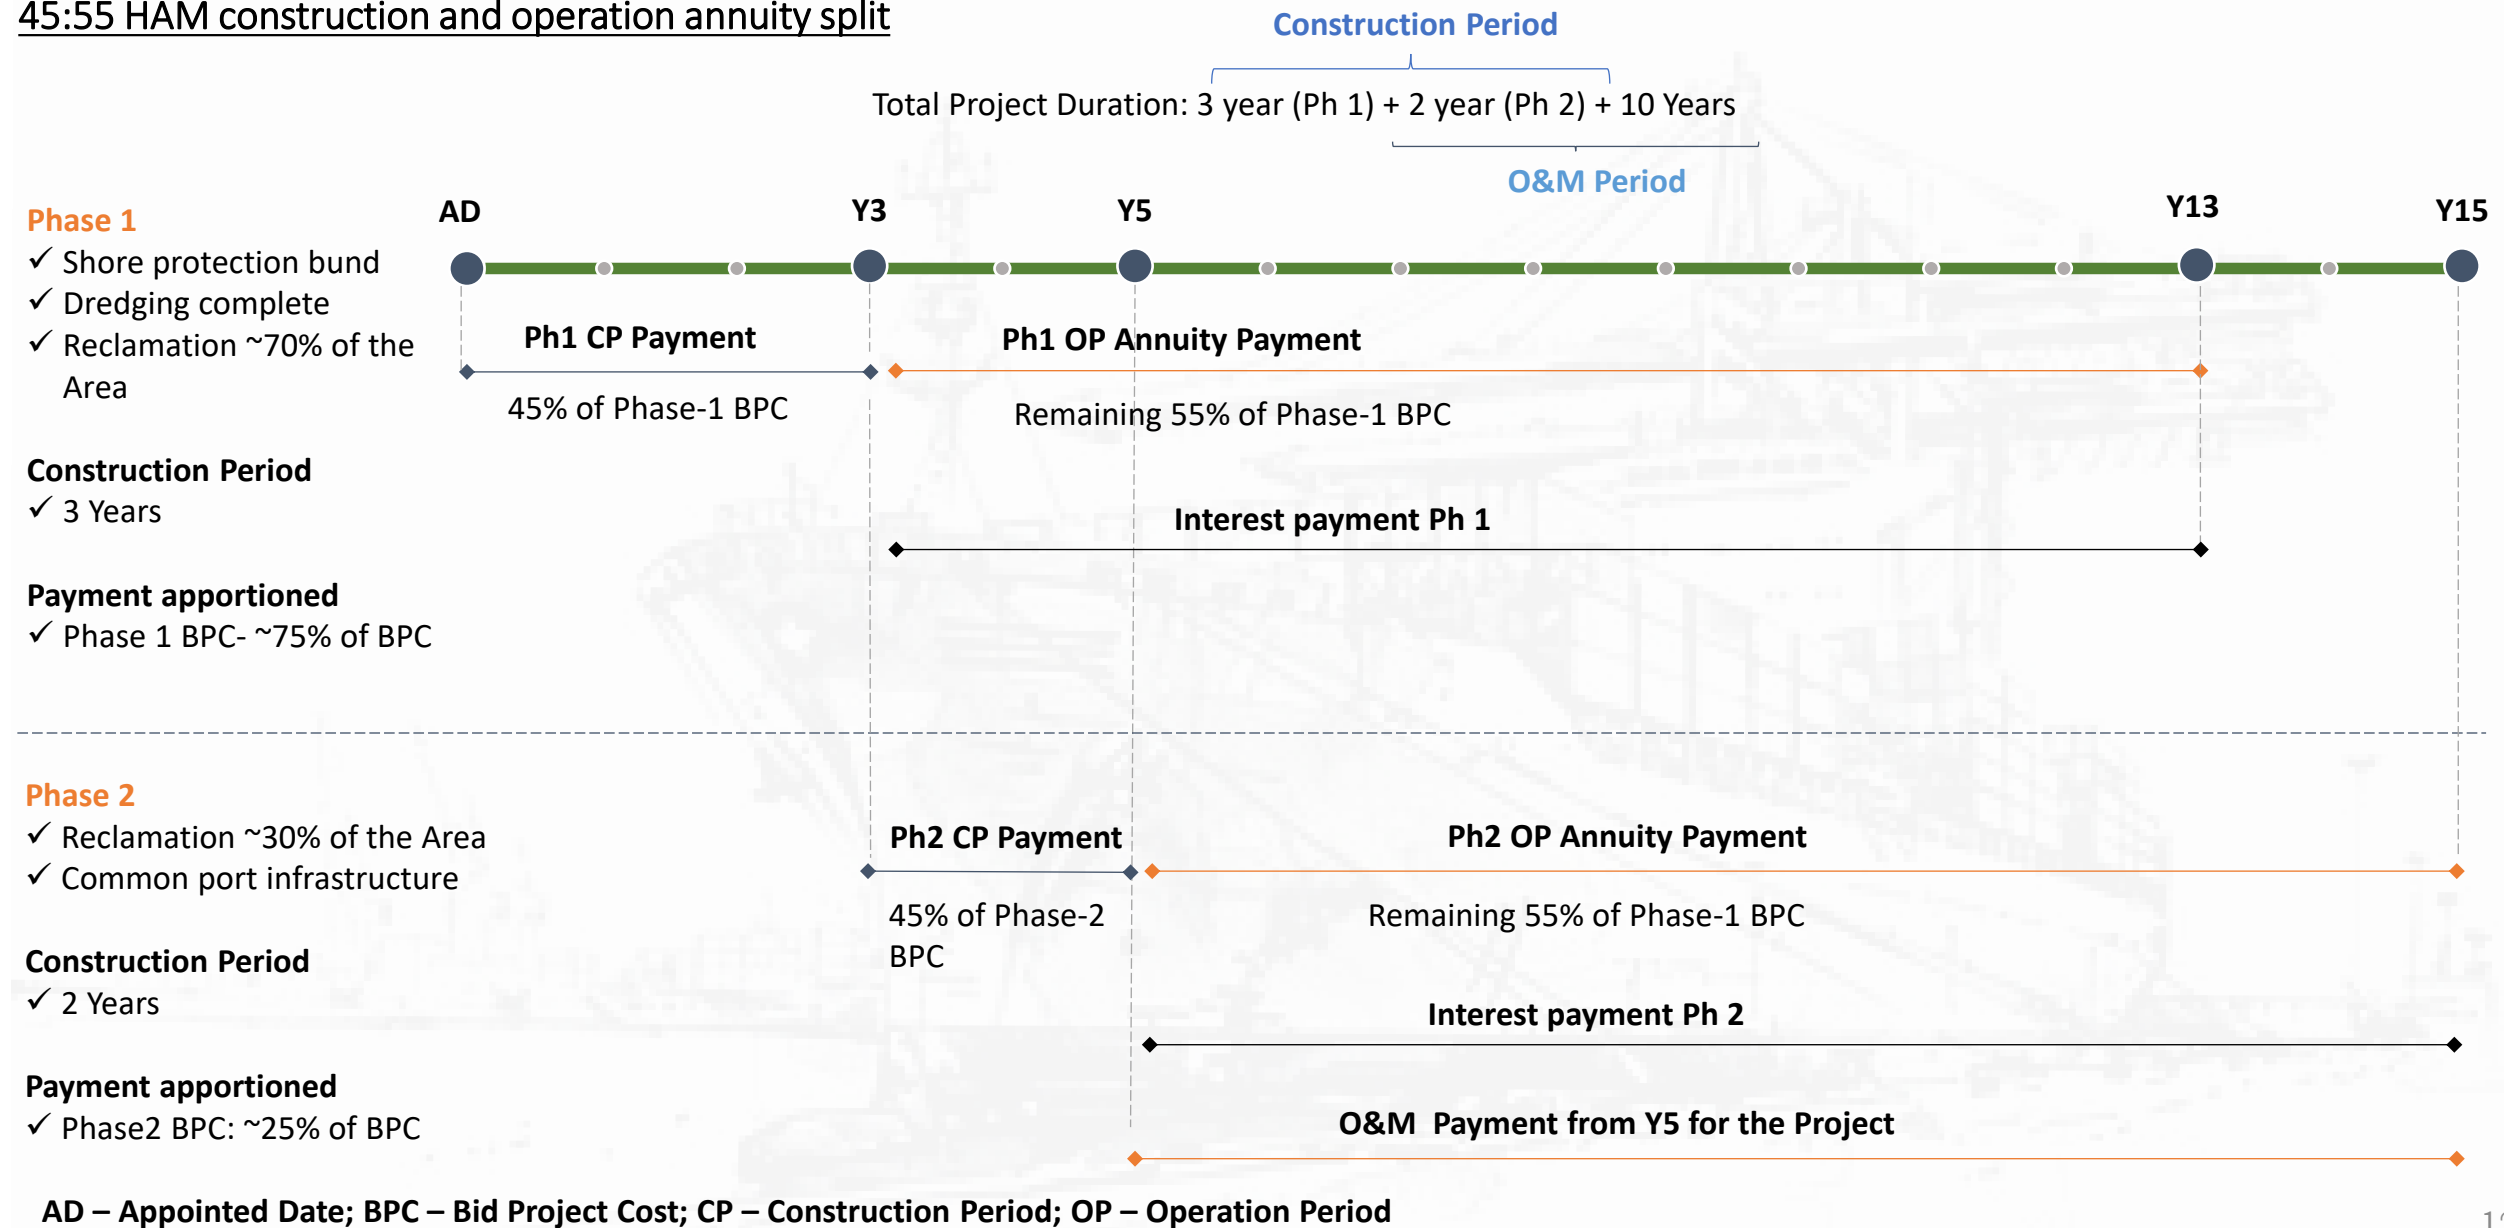 45:55 HAM construction and operation annuity split
Construction Period
Total Project Duration: 3 year (Ph 1) + 2 year (Ph 2) + 10 Years
O&M Period
AD
Y3
Y5
Y13
Y15
Phase 1
✓ Shore protection bund
✓ Dredging complete
✓ Reclamation ~70% of the
Area
Ph1 CP Payment
45% of Phase-1 BPC
Ph1 OP Annuity Payment
Remaining 55% of Phase-1 BPC
Construction Period
✓ 3 Years
Interest payment Ph 1
Payment apportioned
✓ Phase 1 BPC- ~75% of BPC
Phase 2
✓ Reclamation ~30% of the Area
✓ Common port infrastructure
Ph2 CP Payment
45% of Phase-2
BPC
Ph2 OP Annuity Payment
Remaining 55% of Phase-1 BPC
Construction Period
✓ 2 Years
Interest payment Ph 2
Payment apportioned
✓ Phase2 BPC: ~25% of BPC
O&M  Payment from Y5 for the Project
AD – Appointed Date; BPC – Bid Project Cost; CP – Construction Period; OP – Operation Period